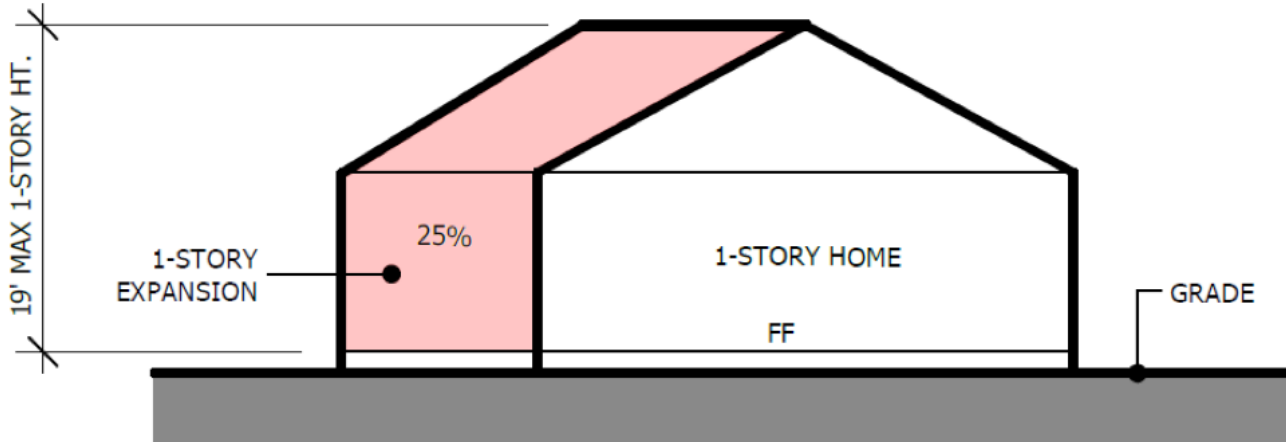 19' MAX 1-STORY HT.
25%
1-STORY
EXPANSION
1-STORY HOME
FF
GRADE